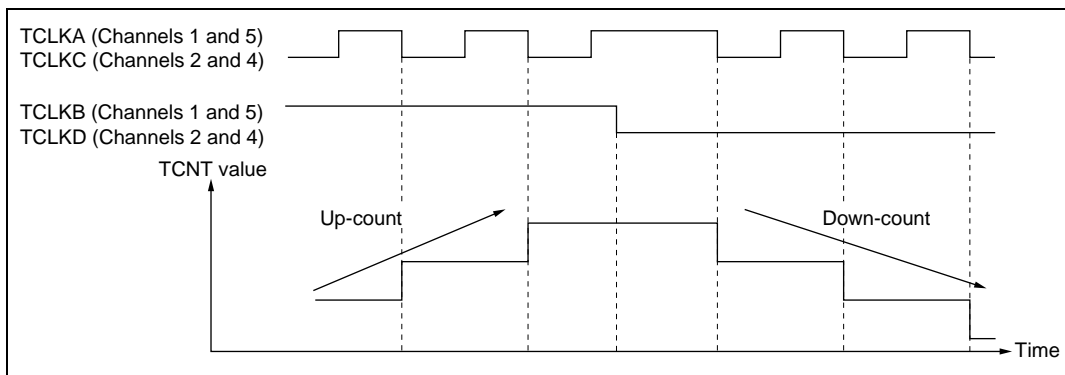 TCLKA (Channels 1 and 5)
TCLKC (Channels 2 and 4)
TCLKB (Channels 1 and 5)
TCLKD (Channels 2 and 4)
TCNT value
Up-count
Down-count
Time